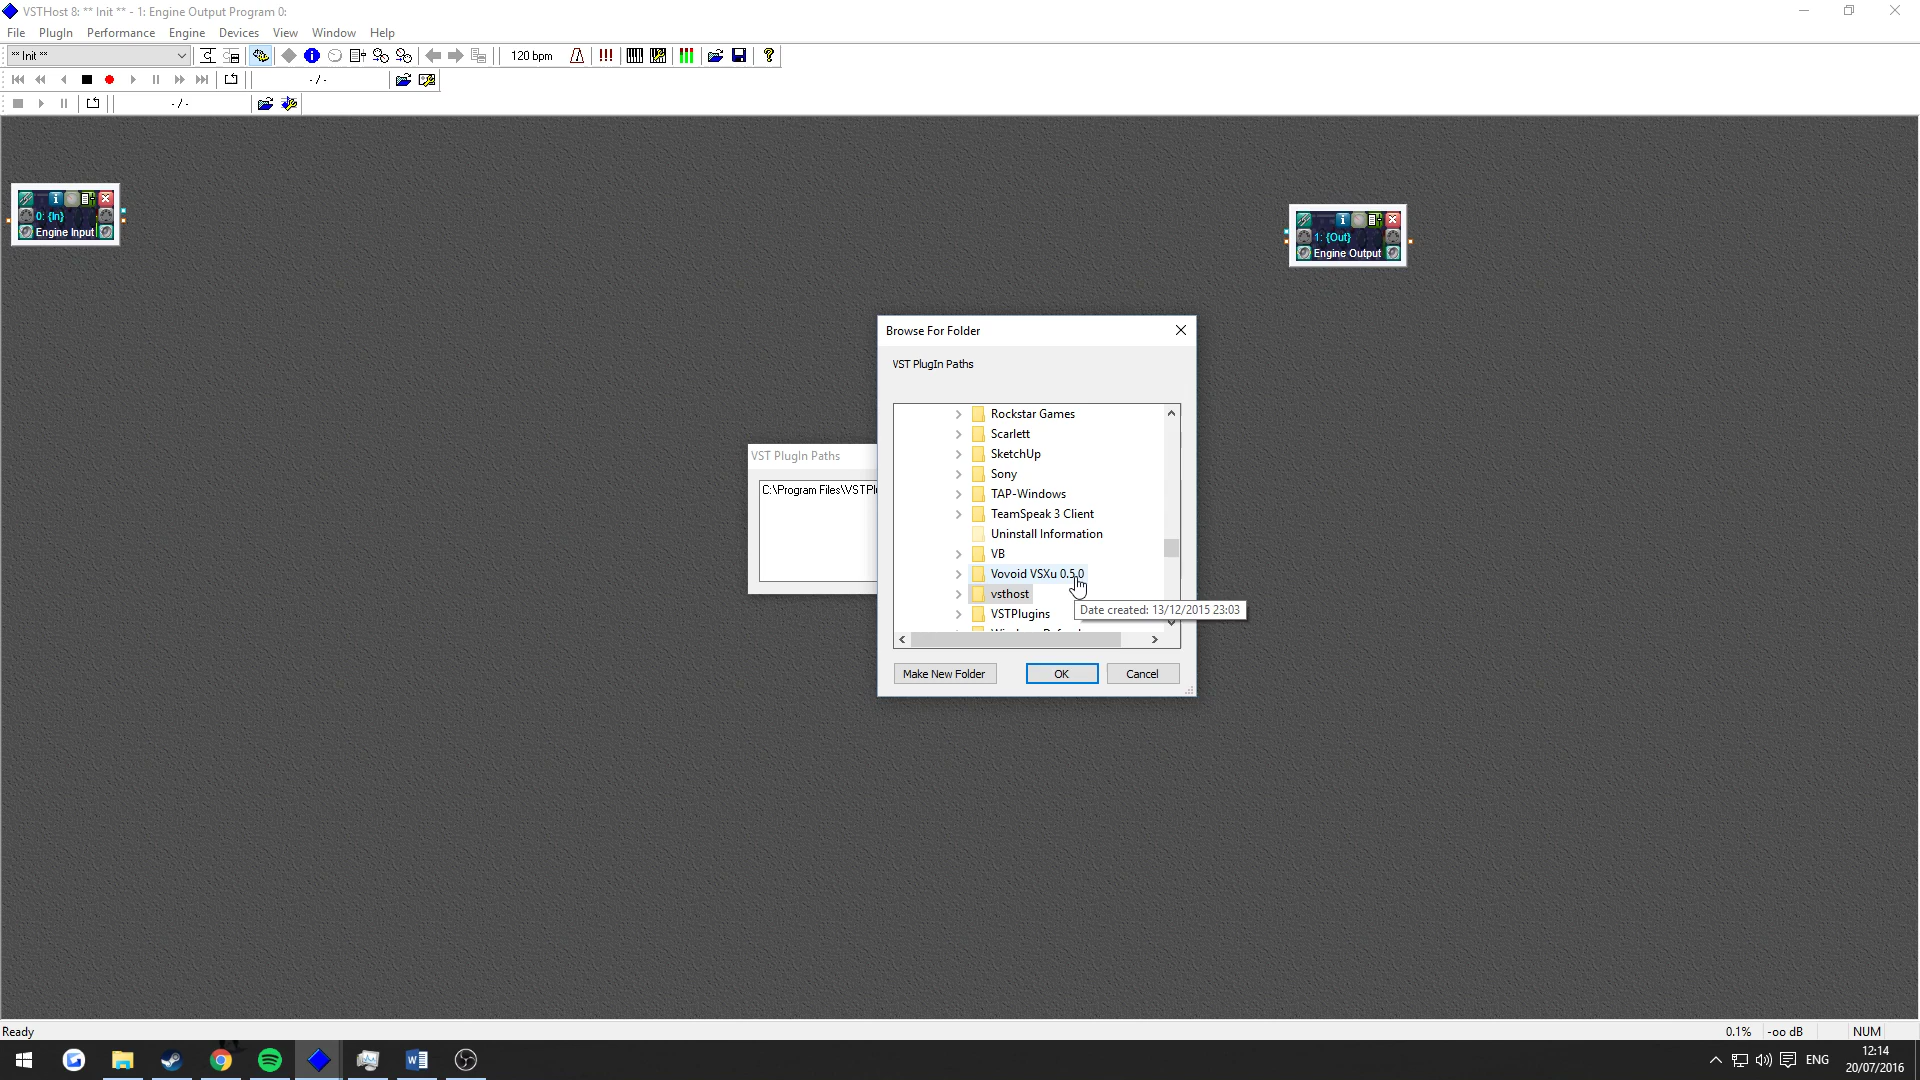 VSTHost 8: ** Init ** - 1: Engine Output Program 0:
File PlugIn Performance Engine Devices View Window Help
** Init **
120 bpm
- / -
- / -
0: {In}
Engine Input
1: {Out}
Engine Output
Browse For Folder
VST PlugIn Paths
Rockstar Games
Scarlett
SketchUp
Sony
TAP-Windows
TeamSpeak 3 Client
Uninstall Information
VB
Vovoid VSXu 0.5.0
vsthost
VSTPlugins
Date created: 13/12/2015 23:03
Make New Folder OK Cancel
VST PlugIn Paths
C:\Program Files\VSTPl
Ready
0.1% -oo dB NUM
ENG
12:14
20/07/2016